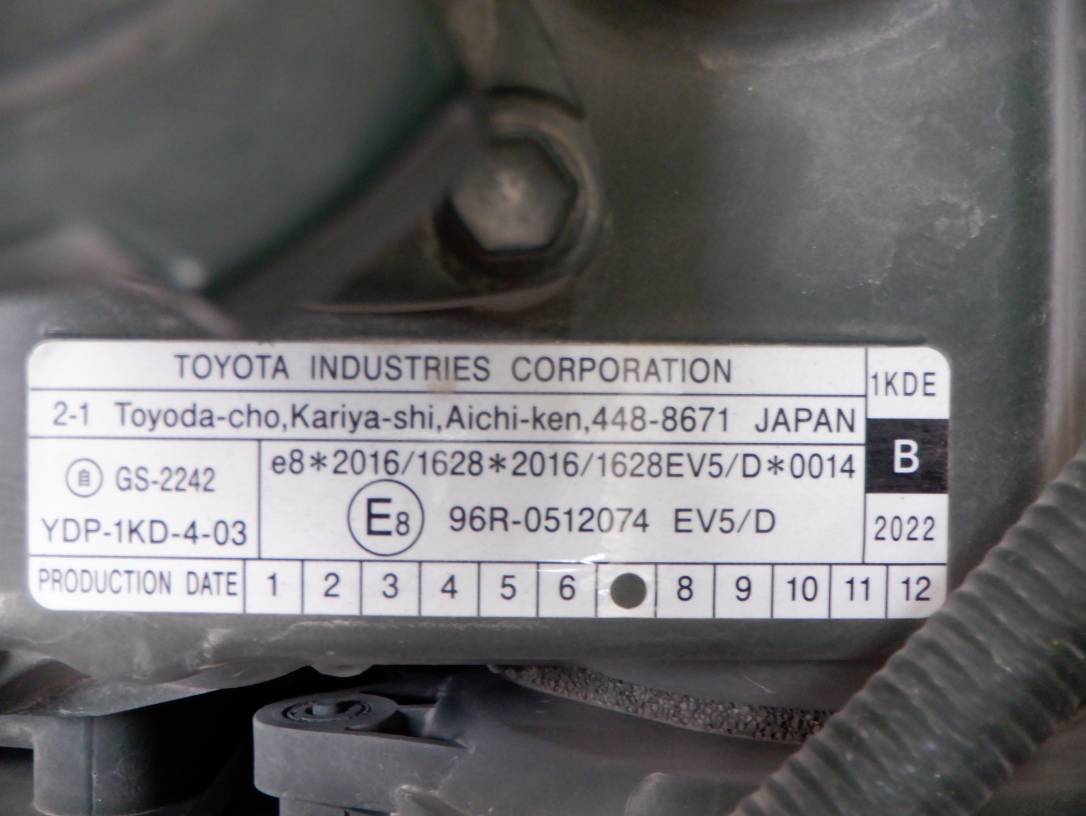 TOYOTA INDUSTRIES CORPORATION
1KDE
2-1 Toyoda-cho,Kariya-shi,Aichi-ken,448-8671 JAPAN
B
自 GS-2242
e8*2016/1628*2016/1628EV5/D*0014
YDP-1KD-4-03
E8 96R-0512074 EV5/D
2022
PRODUCTION DATE 1 2 3 4 5 6 8 9 10 11 12